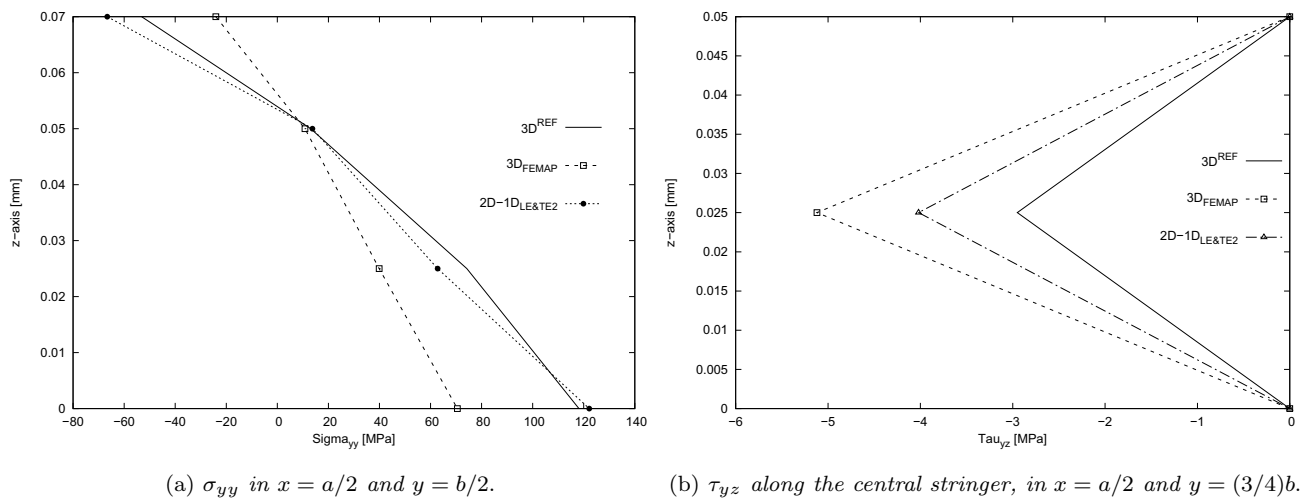 0.07
0.06
0.05
0.04
0.03
0.02
0.01
0
z−axis [mm]
−80 −60 −40 −20 0 20 40 60 80 100 120 140
Sigma_yy [MPa]
3D^REF
3D_FEMAP
2D−1D_LE&TE2
(a) σ_yy in x = a/2 and y = b/2.
0.05
0.045
0.04
0.035
0.03
0.025
0.02
0.015
0.01
0.005
0
z−axis [mm]
−6 −5 −4 −3 −2 −1 0
Tau_yz [MPa]
3D^REF
3D_FEMAP
2D−1D_LE&TE2
(b) τ_yz along the central stringer, in x = a/2 and y = (3/4)b.